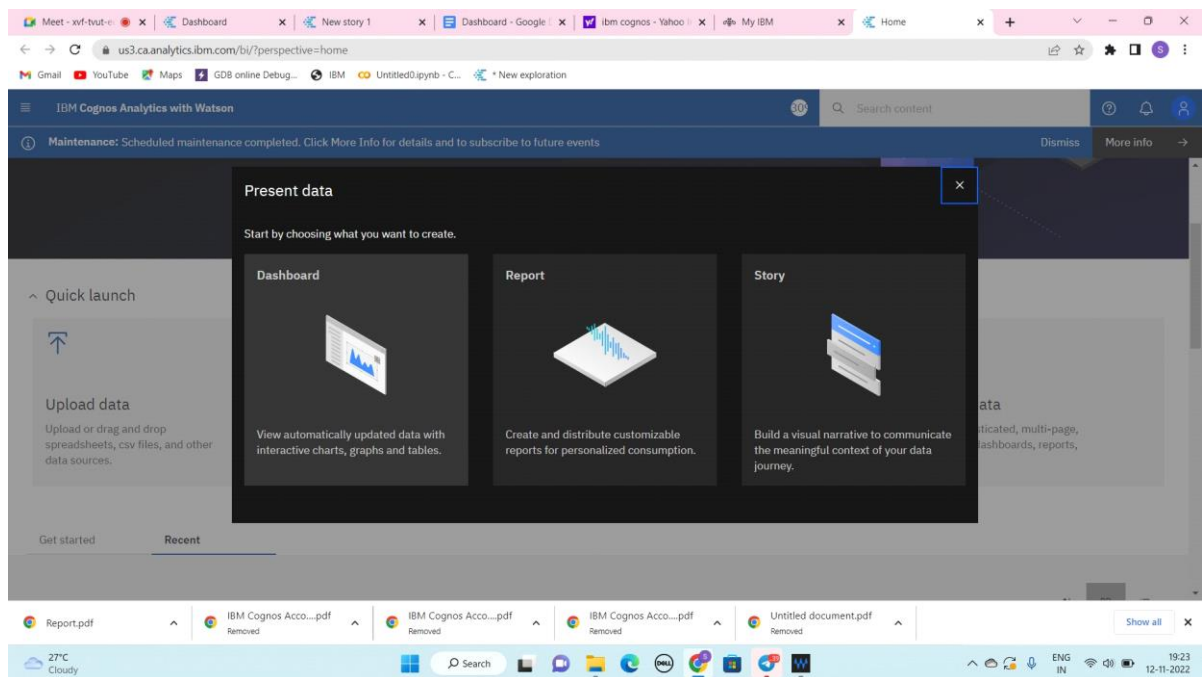 Meet - xvf-tvut-e
Dashboard
New story 1
Dashboard - Google
ibm cognos - Yahoo
My IBM
Home
us3.ca.analytics.ibm.com/bi/?perspective=home
S
Gmail
YouTube
Maps
GDB online Debug...
IBM
Untitled0.ipynb - C...
* New exploration
IBM Cognos Analytics with Watson
Search content
Maintenance: Scheduled maintenance completed. Click More Info for details and to subscribe to future events
Dismiss
More info
Present data
Start by choosing what you want to create.
Dashboard
View automatically updated data with
interactive charts, graphs and tables.
Report
Create and distribute customizable
reports for personalized consumption.
Story
Build a visual narrative to communicate
the meaningful context of your data
journey.
Quick launch
Upload data
Upload or drag and drop
spreadsheets, csv files, and other
data sources.
ata
sticated, multi-page,
dashboards, reports,
Get started
Recent
Report.pdf
IBM Cognos Acco....pdf
Removed
IBM Cognos Acco....pdf
Removed
IBM Cognos Acco....pdf
Removed
Untitled document.pdf
Removed
Show all
27°C
Cloudy
Search
DELL
ENG
IN
19:23
12-11-2022